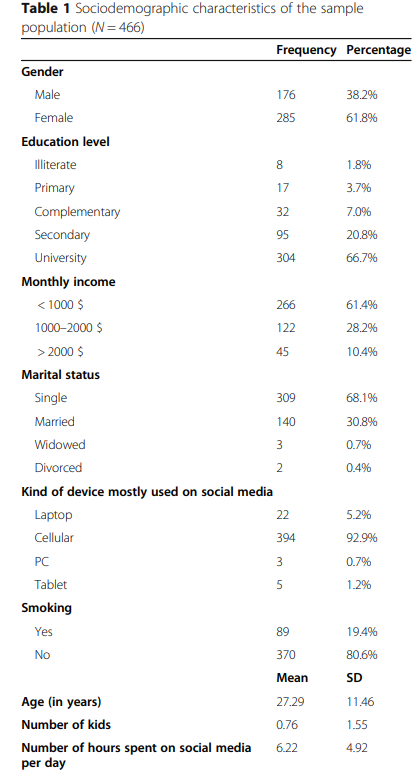 Table 1 Sociodemographic characteristics of the sample
population (N = 466)
Frequency Percentage
Gender
Male 176 38.2%
Female 285 61.8%
Education level
Illiterate 8 1.8%
Primary 17 3.7%
Complementary 32 7.0%
Secondary 95 20.8%
University 304 66.7%
Monthly income
< 1000 $ 266 61.4%
1000–2000 $ 122 28.2%
> 2000 $ 45 10.4%
Marital status
Single 309 68.1%
Married 140 30.8%
Widowed 3 0.7%
Divorced 2 0.4%
Kind of device mostly used on social media
Laptop 22 5.2%
Cellular 394 92.9%
PC 3 0.7%
Tablet 5 1.2%
Smoking
Yes 89 19.4%
No 370 80.6%
Mean SD
Age (in years) 27.29 11.46
Number of kids 0.76 1.55
Number of hours spent on social media 6.22 4.92
per day